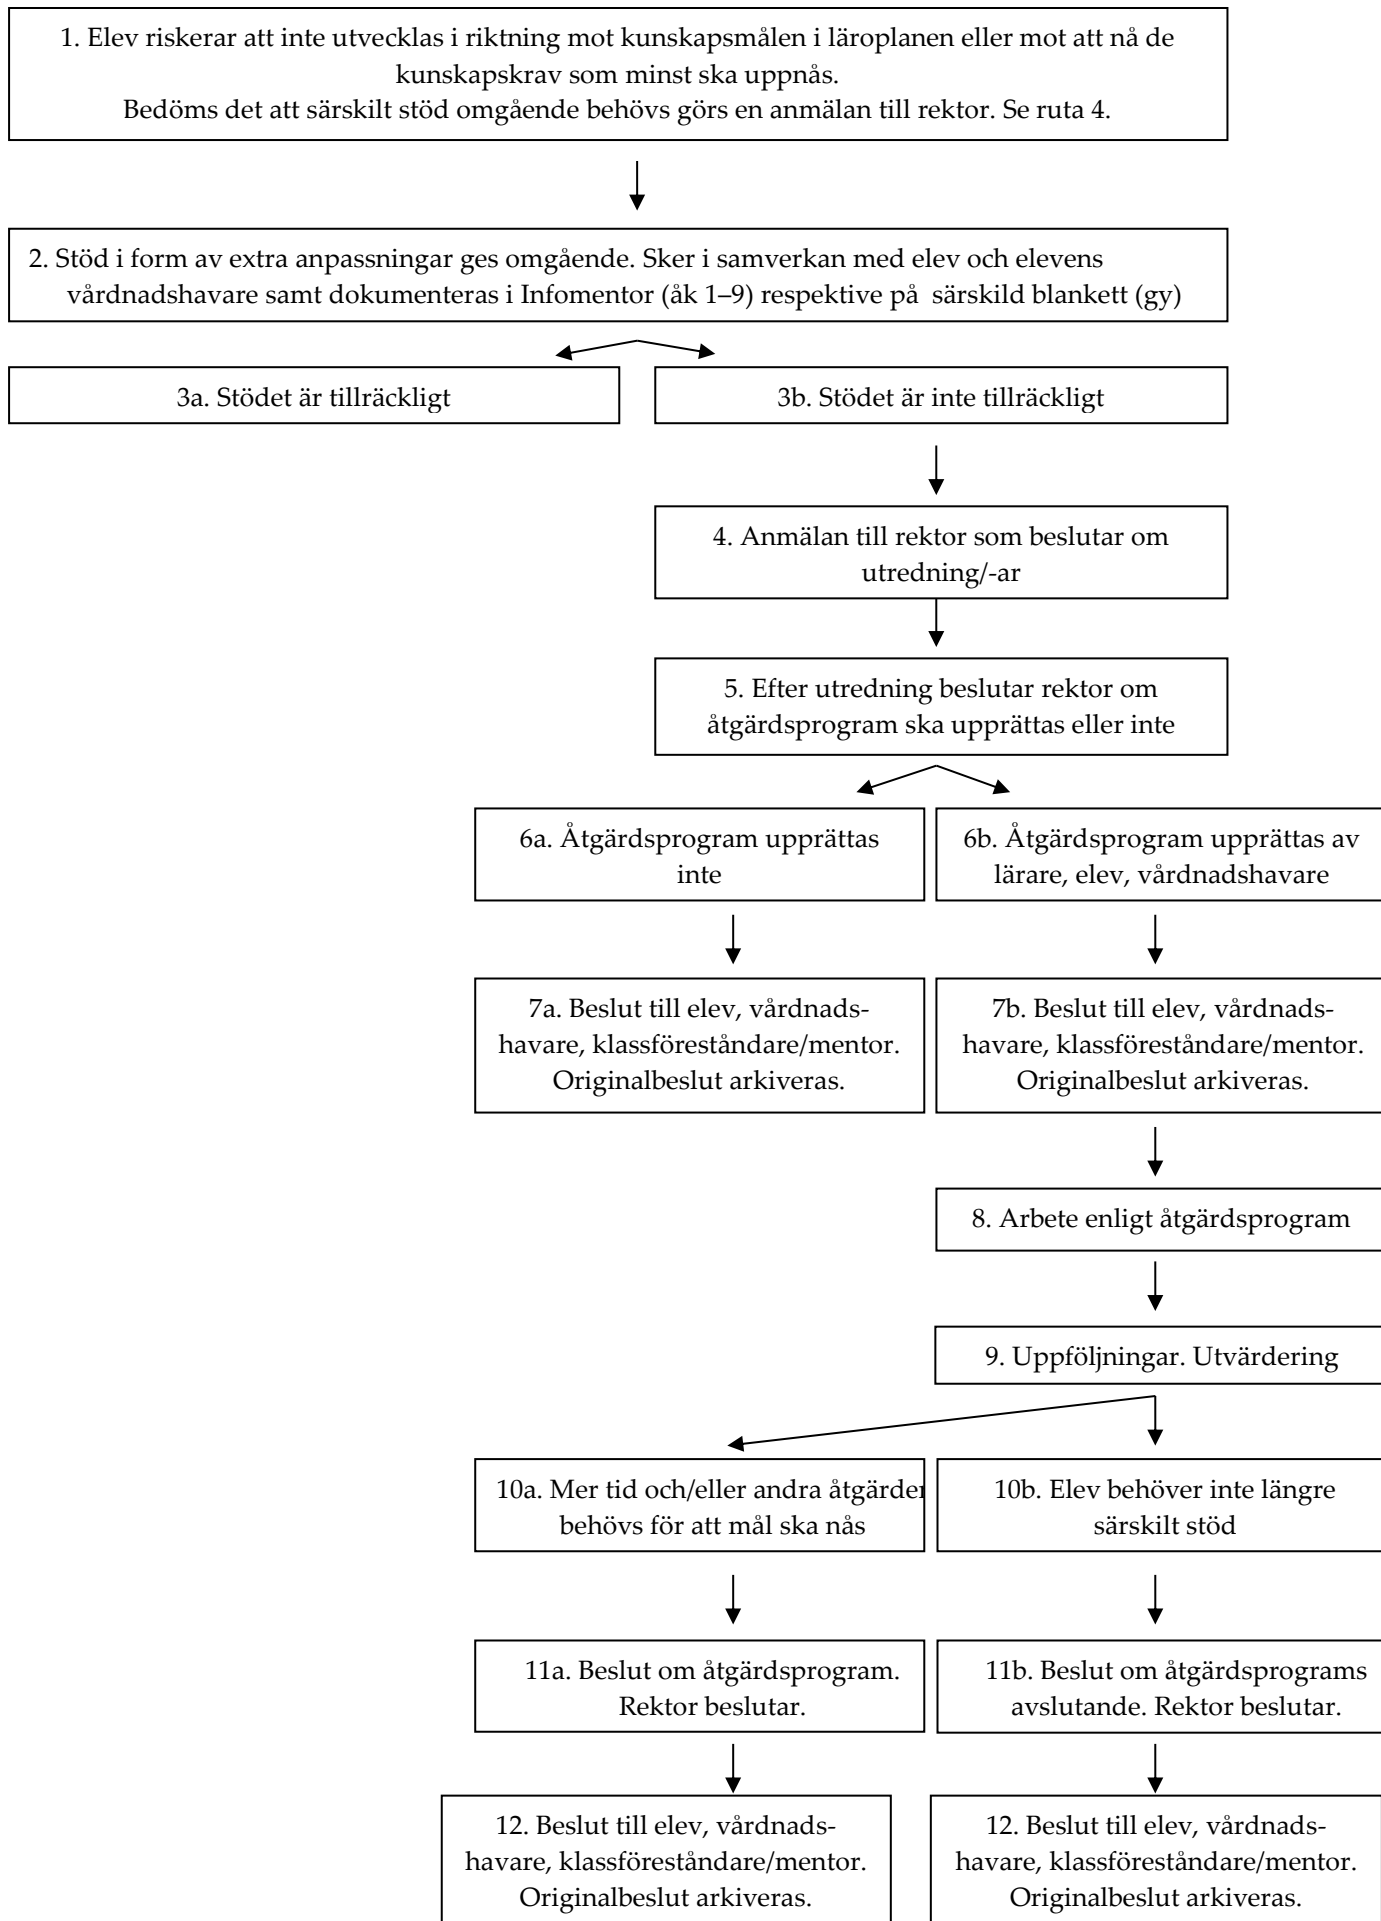 1. Elev riskerar att inte utvecklas i riktning mot kunskapsmålen i läroplanen eller mot att nå de
kunskapskrav som minst ska uppnås.
Bedöms det att särskilt stöd omgående behövs görs en anmälan till rektor. Se ruta 4.
2. Stöd i form av extra anpassningar ges omgående. Sker i samverkan med elev och elevens
vårdnadshavare samt dokumenteras i Infomentor (åk 1–9) respektive på särskild blankett (gy)
3a. Stödet är tillräckligt
3b. Stödet är inte tillräckligt
4. Anmälan till rektor som beslutar om
utredning/-ar
5. Efter utredning beslutar rektor om
åtgärdsprogram ska upprättas eller inte
6a. Åtgärdsprogram upprättas
inte
6b. Åtgärdsprogram upprättas av
lärare, elev, vårdnadshavare
7a. Beslut till elev, vårdnads-
havare, klassföreståndare/mentor.
Originalbeslut arkiveras.
7b. Beslut till elev, vårdnads-
havare, klassföreståndare/mentor.
Originalbeslut arkiveras.
8. Arbete enligt åtgärdsprogram
9. Uppföljningar. Utvärdering
10a. Mer tid och/eller andra åtgärder
behövs för att mål ska nås
10b. Elev behöver inte längre
särskilt stöd
11a. Beslut om åtgärdsprogram.
Rektor beslutar.
11b. Beslut om åtgärdsprograms
avslutande. Rektor beslutar.
12. Beslut till elev, vårdnads-
havare, klassföreståndare/mentor.
Originalbeslut arkiveras.
12. Beslut till elev, vårdnads-
havare, klassföreståndare/mentor.
Originalbeslut arkiveras.